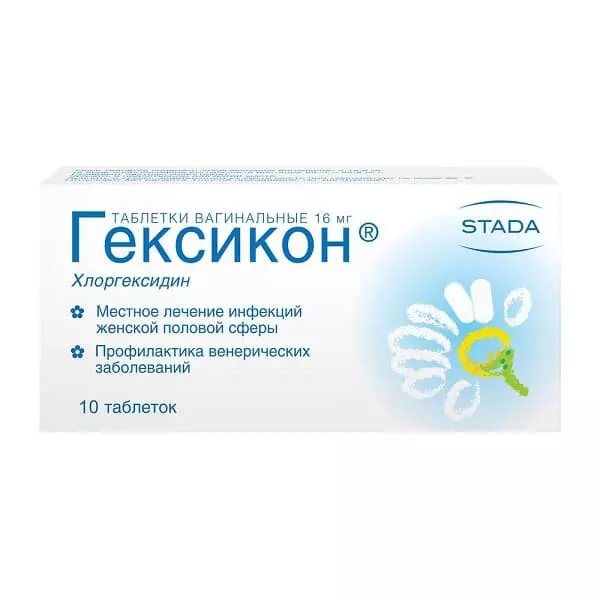 ТАБЛЕТКИ ВАГИНАЛЬНЫЕ 16 мг
Гексикон®
Хлоргексидин
STADA
Местное лечение инфекций
женской половой сферы
Профилактика венерических
заболеваний
10 таблеток